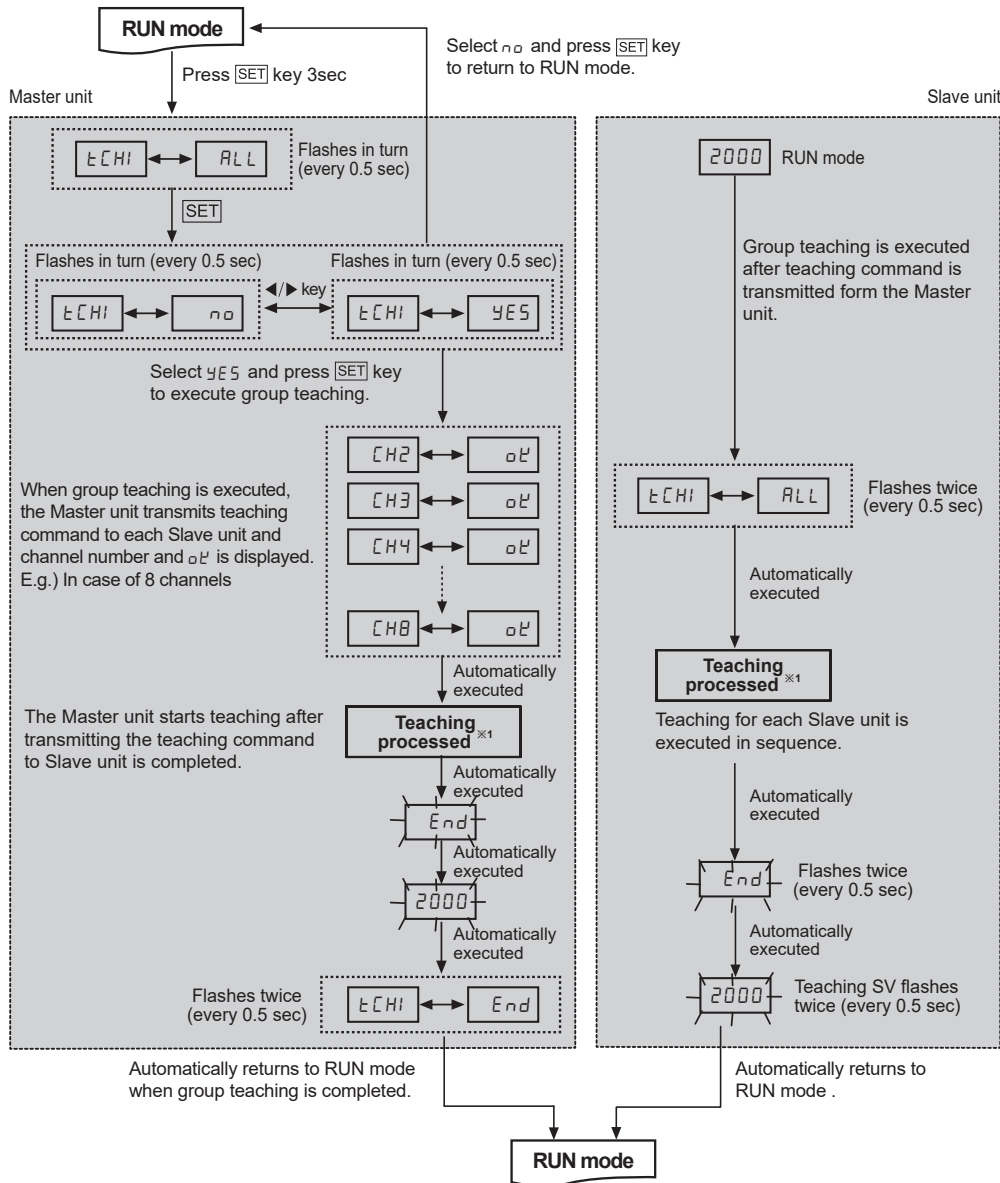 RUN mode
Select no and press SET key
to return to RUN mode.
Press SET key 3sec
Master unit
Slave unit
tCH1
ALL
Flashes in turn
(every 0.5 sec)
SET
Flashes in turn (every 0.5 sec)
Flashes in turn (every 0.5 sec)
◀/▶ key
tCH1
no
tCH1
YES
Select YES and press SET key
to execute group teaching.
CH2
oK
CH3
oK
CH4
oK
CH8
oK
When group teaching is executed,
the Master unit transmits teaching
command to each Slave unit and
channel number and oK is displayed.
E.g.) In case of 8 channels
Automatically
executed
The Master unit starts teaching after
transmitting the teaching command
to Slave unit is completed.
Teaching
processed ※1
Automatically
executed
End
Automatically
executed
2000
Automatically
executed
Flashes twice
(every 0.5 sec)
tCH1
End
Automatically returns to RUN mode
when group teaching is completed.
2000
RUN mode
Group teaching is executed
after teaching command is
transmitted form the Master
unit.
tCH1
ALL
Flashes twice
(every 0.5 sec)
Automatically
executed
Teaching
processed ※1
Teaching for each Slave unit is
executed in sequence.
Automatically
executed
End
Flashes twice
(every 0.5 sec)
Automatically
executed
2000
Teaching SV flashes
twice (every 0.5 sec)
Automatically returns to
RUN mode .
RUN mode